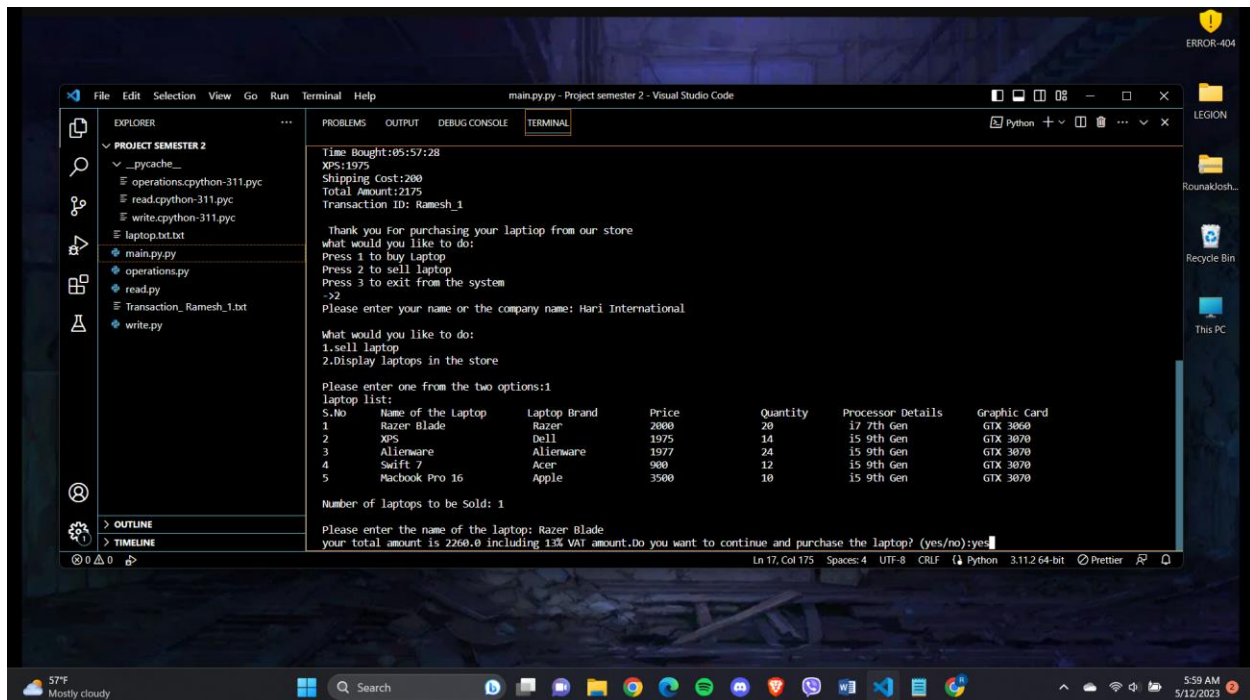 ERROR-404
File Edit Selection View Go Run Terminal Help
main.py.py - Project semester 2 - Visual Studio Code
LEGION
RounakJosh...
Recycle Bin
This PC
EXPLORER
PROJECT SEMESTER 2
__pycache__
operations.cpython-311.pyc
read.cpython-311.pyc
write.cpython-311.pyc
laptop.txt.txt
main.py.py
operations.py
read.py
Transaction_ Ramesh_1.txt
write.py
OUTLINE
TIMELINE
PROBLEMS OUTPUT DEBUG CONSOLE TERMINAL
Python
Time Bought:05:57:28
XPS:1975
Shipping Cost:200
Total Amount:2175
Transaction ID: Ramesh_1
Thank you For purchasing your laptiop from our store
what would you like to do:
Press 1 to buy Laptop
Press 2 to sell laptop
Press 3 to exit from the system
->2
Please enter your name or the company name: Hari International
What would you like to do:
1.sell laptop
2.Display laptops in the store
Please enter one from the two options:1
laptop list:
S.No Name of the Laptop Laptop Brand Price Quantity Processor Details Graphic Card
1 Razer Blade Razer 2000 20 i7 7th Gen GTX 3060
2 XPS Dell 1975 14 i5 9th Gen GTX 3070
3 Alienware Alienware 1977 24 i5 9th Gen GTX 3070
4 Swift 7 Acer 900 12 i5 9th Gen GTX 3070
5 Macbook Pro 16 Apple 3500 10 i5 9th Gen GTX 3070
Number of laptops to be Sold: 1
Please enter the name of the laptop: Razer Blade
your total amount is 2260.0 including 13% VAT amount.Do you want to continue and purchase the laptop? (yes/no):yes
0 0 Ln 17, Col 175 Spaces: 4 UTF-8 CRLF Python 3.11.2 64-bit Prettier
57°F
Mostly cloudy
Search
5:59 AM
5/12/2023
2